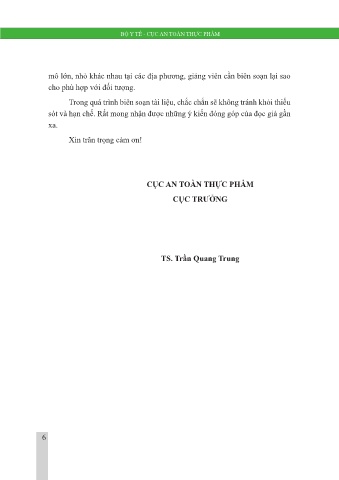 BỘ Y TẾ - CỤC AN TOÀN THỰC PHẨM
mô lớn, nhỏ khác nhau tại các địa phương, giảng viên cần biên soạn lại sao
cho phù hợp với đối tượng.
Trong quá trình biên soạn tài liệu, chắc chắn sẽ không tránh khỏi thiếu
sót và hạn chế. Rất mong nhận được những ý kiến đóng góp của độc giả gần
xa.
Xin trân trọng cảm ơn!
CỤC AN TOÀN THỰC PHẨM
CỤC TRƯỞNG
TS. Trần Quang Trung
6